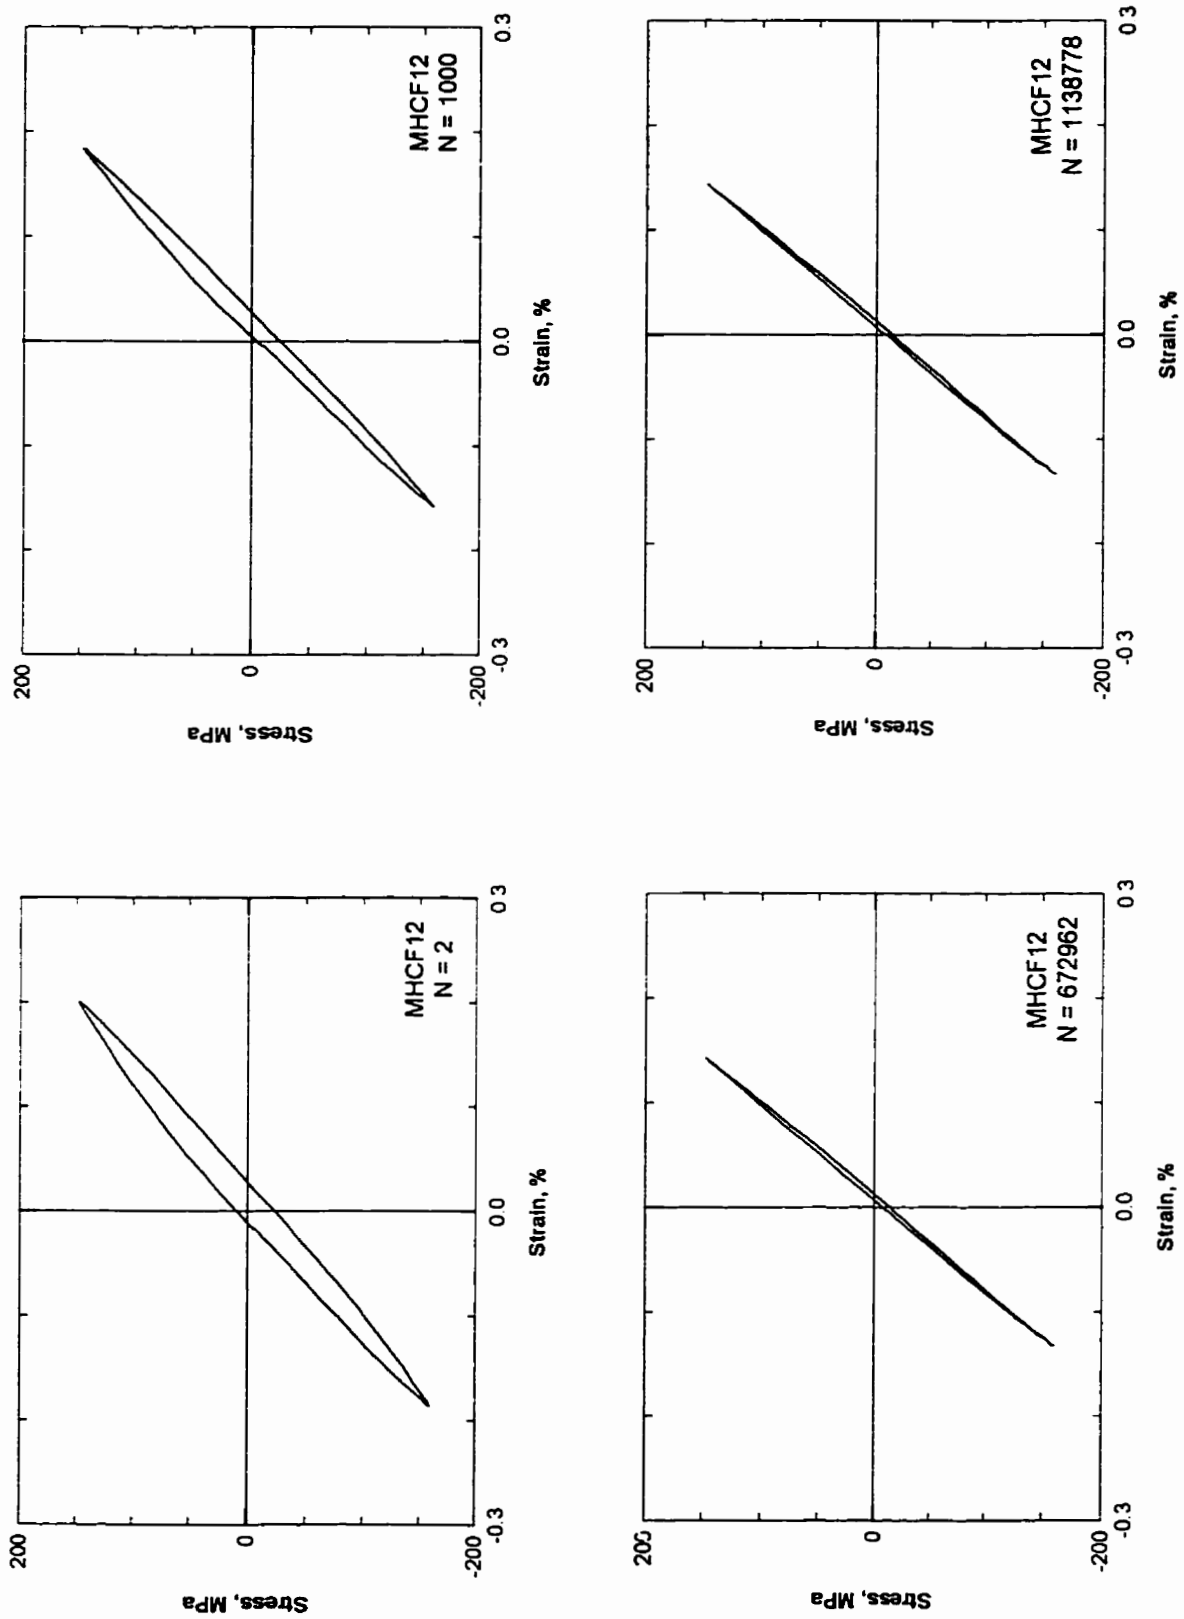 200
0
-200
Stress, MPa
MHCF12
N = 2
-0.3
0.0
0.3
Strain, %
200
0
-200
Stress, MPa
MHCF12
N = 1000
-0.3
0.0
0.3
Strain, %
200
0
-200
Stress, MPa
MHCF12
N = 672962
-0.3
0.0
0.3
Strain, %
200
0
-200
Stress, MPa
MHCF12
N = 1138778
-0.3
0.0
0.3
Strain, %